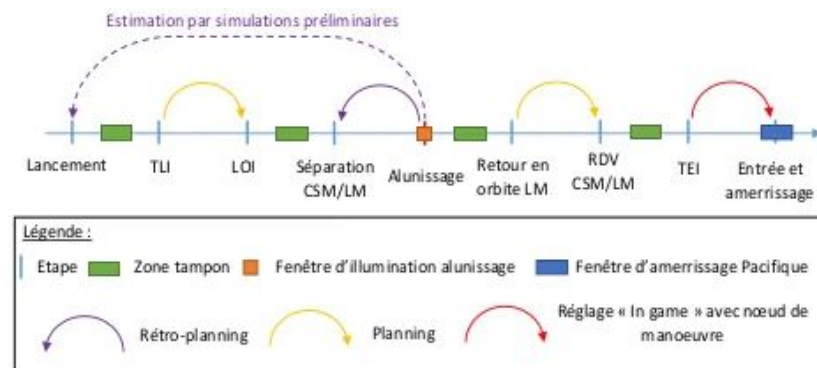 Estimation par simulations préliminaires
Lancement
TLI
LOI
Séparation
CSM/LM
Alunissage
Retour en
orbite LM
RDV
CSM/LM
TEI
Entrée et
amerrissage
Légende :
Etape
Zone tampon
Fenêtre d'illumination alunissage
Fenêtre d'amerrissage Pacifique
Rétro-planning
Planning
Réglage « In game » avec nœud de
manoeuvre